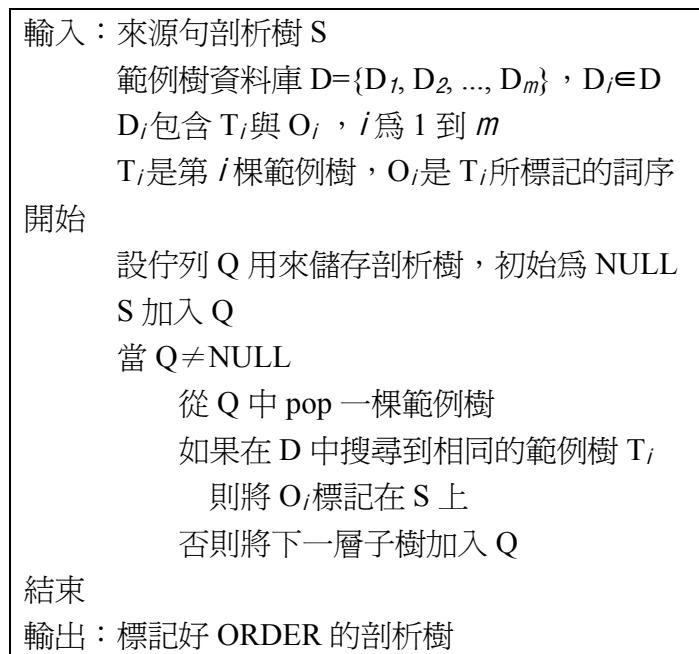 輸入：來源句剖析樹 S
範例樹資料庫 D={D1, D2, ..., Dm}，Di∈D
Di包含 Ti與 Oi ，i爲 1 到 m
Ti是第 i 棵範例樹，Oi是 Ti所標記的詞序
開始
設佇列 Q 用來儲存剖析樹，初始爲 NULL
S 加入 Q
當 Q≠NULL
從 Q 中 pop 一棵範例樹
如果在 D 中搜尋到相同的範例樹 Ti
則將 Oi標記在 S 上
否則將下一層子樹加入 Q
結束
輸出：標記好 ORDER 的剖析樹